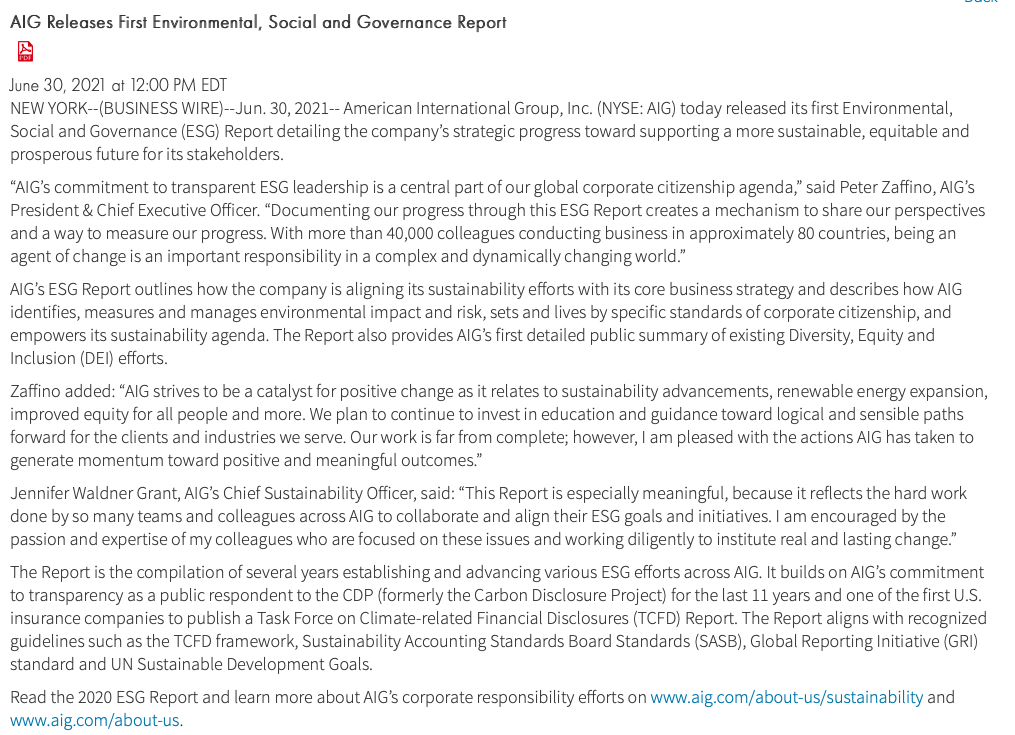 AIG Releases First Environmental, Social and Governance Report
PDF
June 30, 2021 at 12:00 PM EDT
NEW YORK--(BUSINESS WIRE)--Jun. 30, 2021-- American International Group, Inc. (NYSE: AIG) today released its first Environmental,
Social and Governance (ESG) Report detailing the company’s strategic progress toward supporting a more sustainable, equitable and
prosperous future for its stakeholders.
“AIG’s commitment to transparent ESG leadership is a central part of our global corporate citizenship agenda,” said Peter Zaffino, AIG’s
President & Chief Executive Officer. “Documenting our progress through this ESG Report creates a mechanism to share our perspectives
and a way to measure our progress. With more than 40,000 colleagues conducting business in approximately 80 countries, being an
agent of change is an important responsibility in a complex and dynamically changing world.”
AIG’s ESG Report outlines how the company is aligning its sustainability efforts with its core business strategy and describes how AIG
identifies, measures and manages environmental impact and risk, sets and lives by specific standards of corporate citizenship, and
empowers its sustainability agenda. The Report also provides AIG’s first detailed public summary of existing Diversity, Equity and
Inclusion (DEI) efforts.
Zaffino added: “AIG strives to be a catalyst for positive change as it relates to sustainability advancements, renewable energy expansion,
improved equity for all people and more. We plan to continue to invest in education and guidance toward logical and sensible paths
forward for the clients and industries we serve. Our work is far from complete; however, I am pleased with the actions AIG has taken to
generate momentum toward positive and meaningful outcomes.”
Jennifer Waldner Grant, AIG’s Chief Sustainability Officer, said: “This Report is especially meaningful, because it reflects the hard work
done by so many teams and colleagues across AIG to collaborate and align their ESG goals and initiatives. I am encouraged by the
passion and expertise of my colleagues who are focused on these issues and working diligently to institute real and lasting change.”
The Report is the compilation of several years establishing and advancing various ESG efforts across AIG. It builds on AIG’s commitment
to transparency as a public respondent to the CDP (formerly the Carbon Disclosure Project) for the last 11 years and one of the first U.S.
insurance companies to publish a Task Force on Climate-related Financial Disclosures (TCFD) Report. The Report aligns with recognized
guidelines such as the TCFD framework, Sustainability Accounting Standards Board Standards (SASB), Global Reporting Initiative (GRI)
standard and UN Sustainable Development Goals.
Read the 2020 ESG Report and learn more about AIG’s corporate responsibility efforts on www.aig.com/about-us/sustainability and
www.aig.com/about-us.